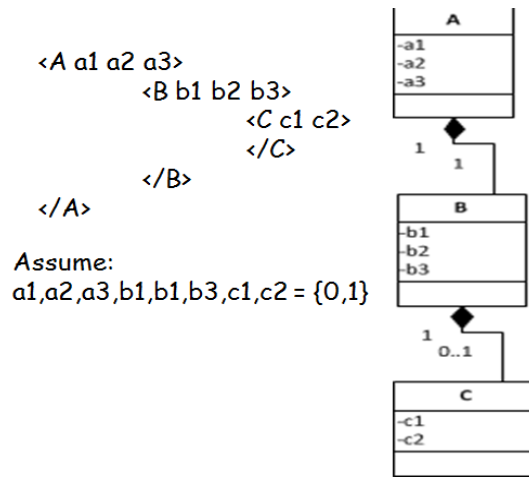 <A a1 a2 a3>
<B b1 b2 b3>
<C c1 c2>
</C>
</B>
</A>
Assume:
a1,a2,a3,b1,b1,b3,c1,c2 = {0,1}
A
-a1
-a2
-a3
1
1
B
-b1
-b2
-b3
1
0..1
C
-c1
-c2